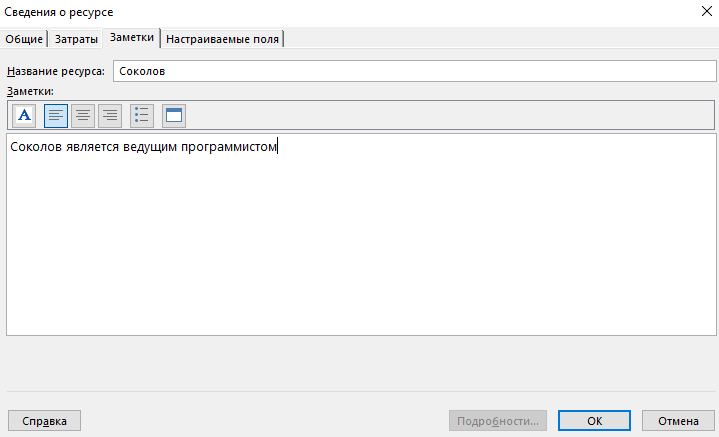 Сведения о ресурсе
Общие Затраты Заметки Настраиваемые поля
Название ресурса: Соколов
Заметки:
A
Соколов является ведущим программистом
Справка Подробности... ОК Отмена